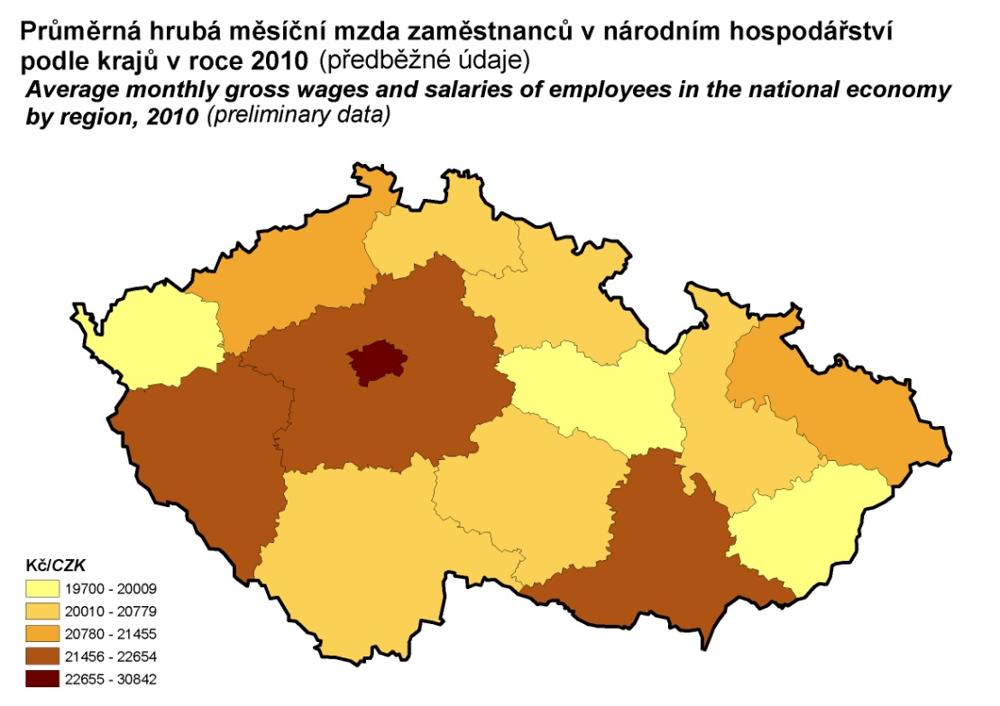 Průměrná hrubá měsíční mzda zaměstnanců v národním hospodářství
podle krajů v roce 2010 (předběžné údaje)
Average monthly gross wages and salaries of employees in the national economy
by region, 2010 (preliminary data)
Kč/CZK
19700 - 20009
20010 - 20779
20780 - 21455
21456 - 22654
22655 - 30842